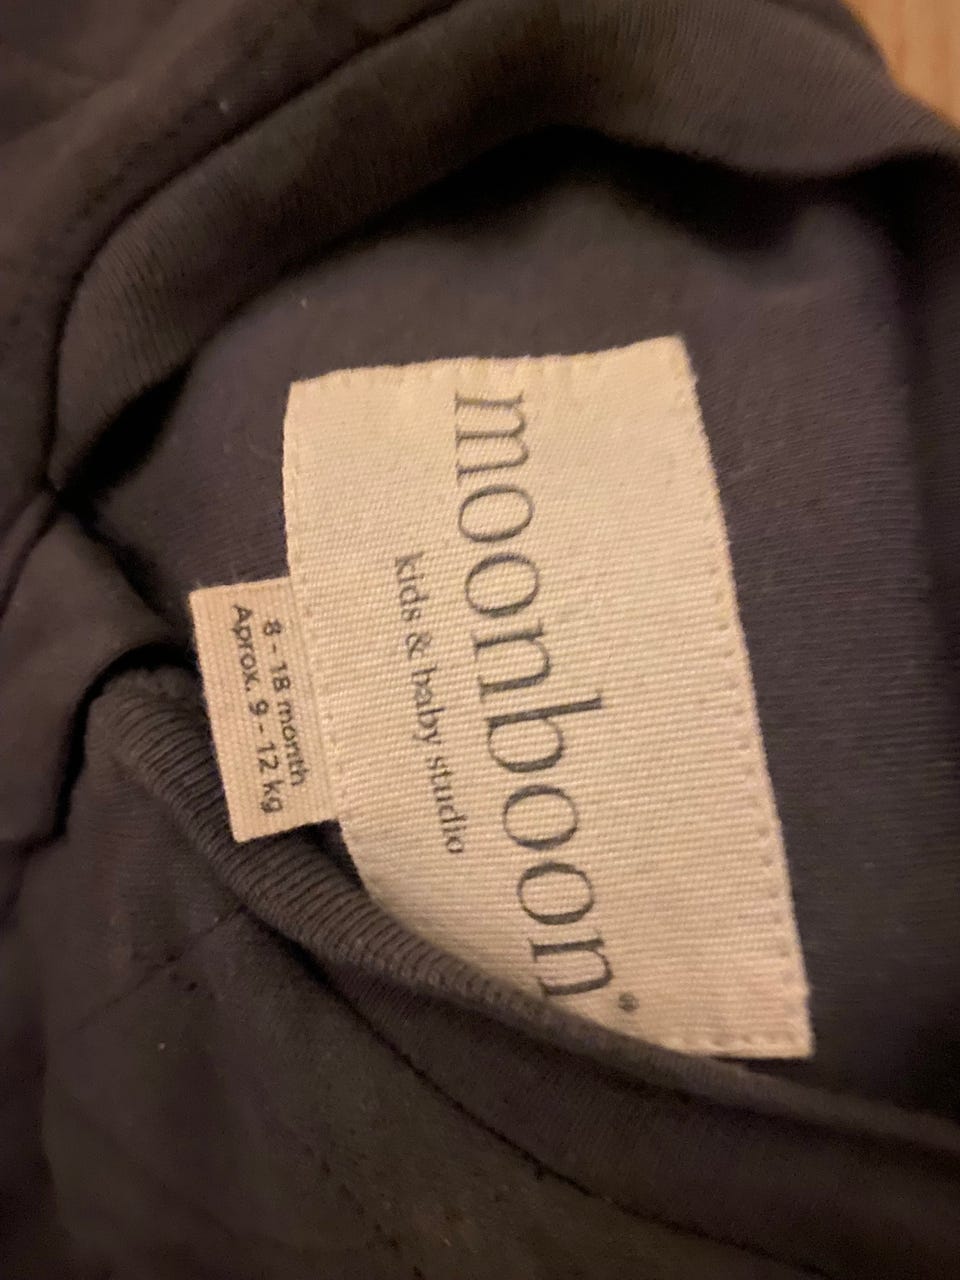 moonboon®
kids & baby studio
8 - 18 month
Aprox. 9 - 12 kg